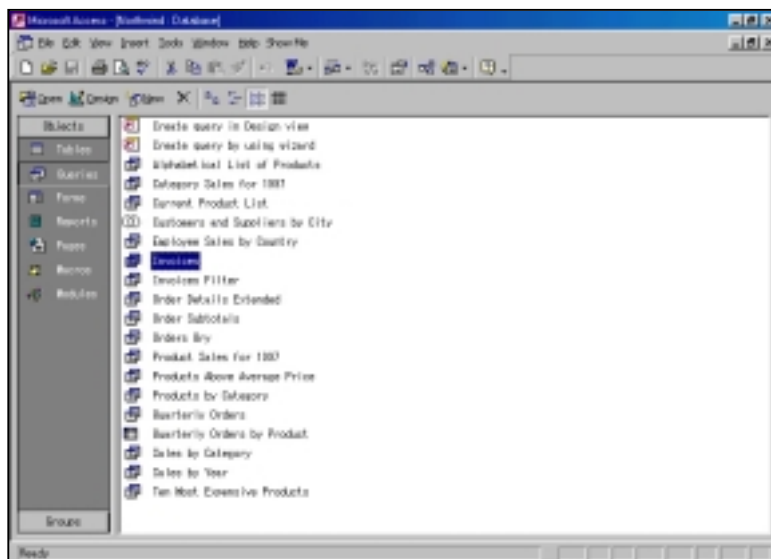 Microsoft Access - [Northwind : Database]
File Edit View Insert Tools Window Help Show Me
Open Design New
Objects
Tables
Queries
Forms
Reports
Pages
Macros
Modules
Groups
Create query in Design view
Create query by using wizard
Alphabetical List of Products
Category Sales for 1997
Current Product List
Customers and Suppliers by City
Employee Sales by Country
Invoices
Invoices Filter
Order Details Extended
Order Subtotals
Orders Qry
Product Sales for 1997
Products Above Average Price
Products by Category
Quarterly Orders
Quarterly Orders by Product
Sales by Category
Sales by Year
Ten Most Expensive Products
Ready